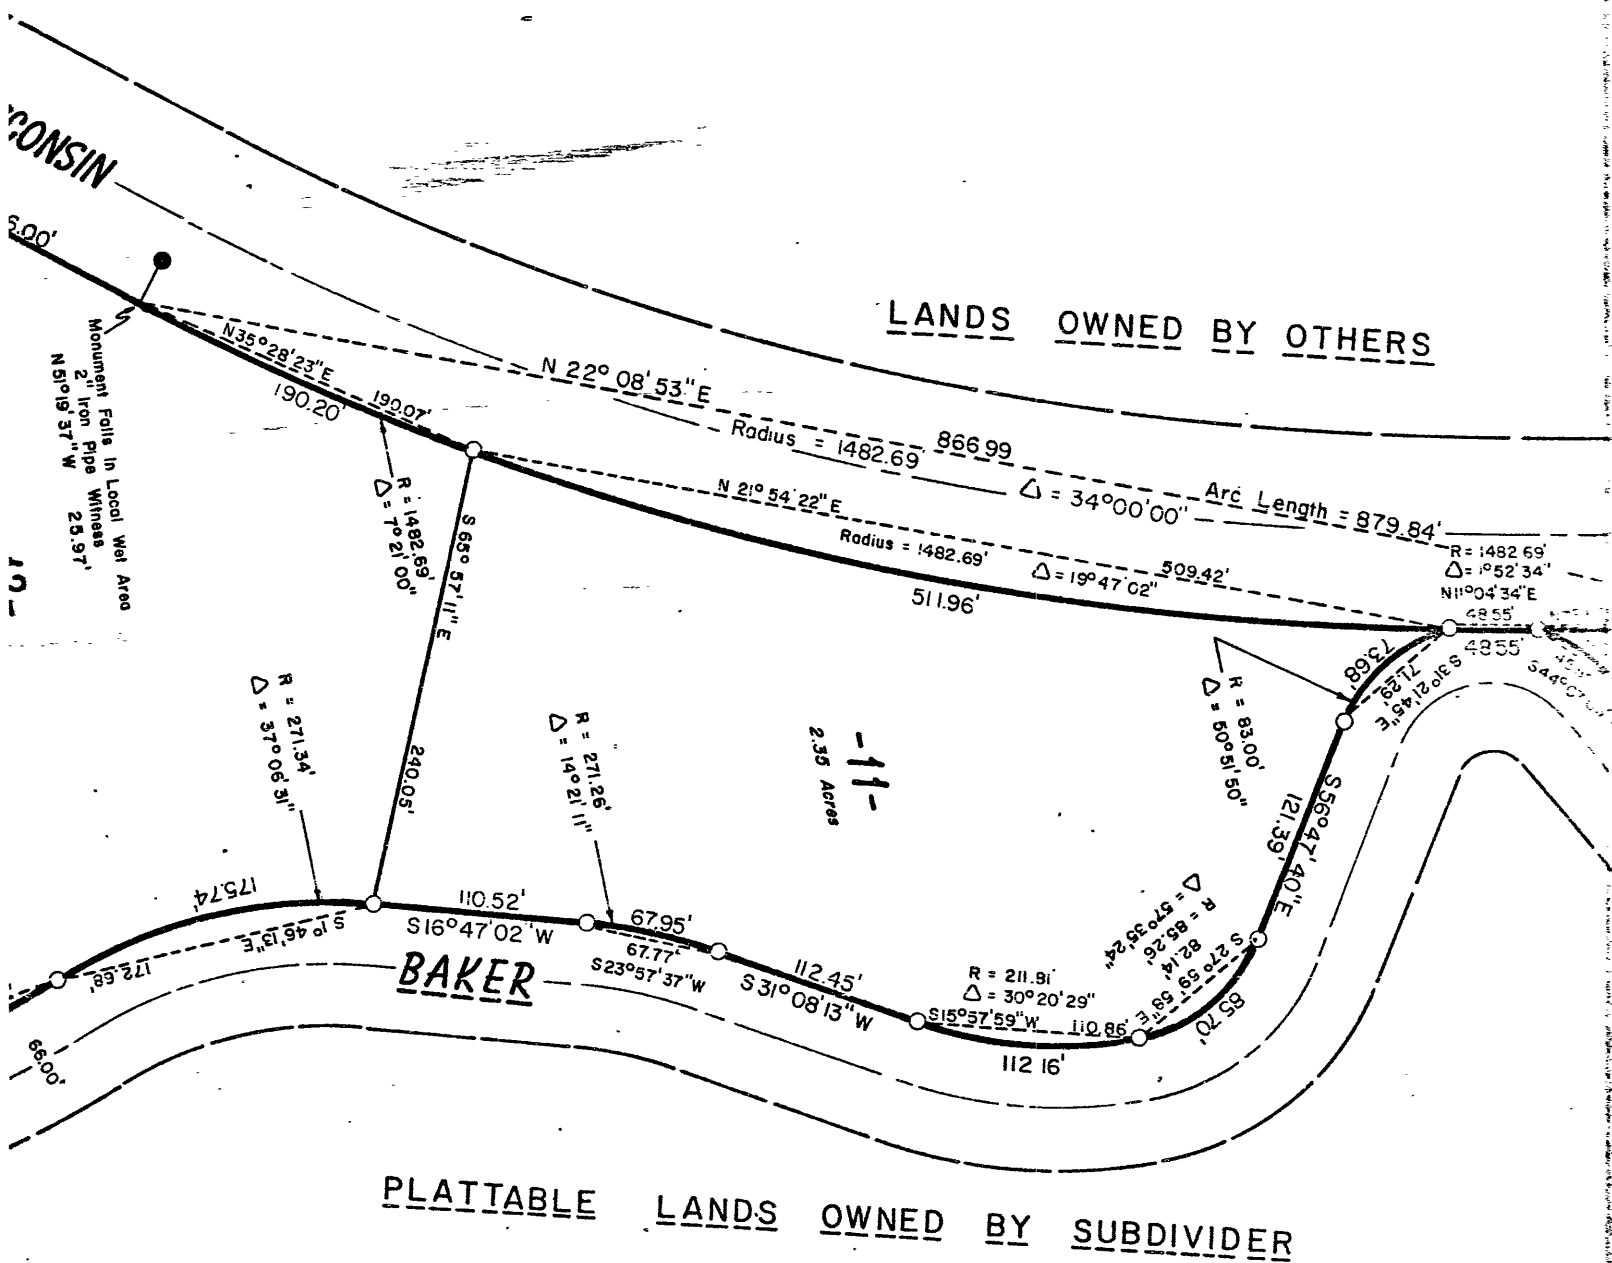 CONSIN
LANDS OWNED BY OTHERS
N35°28'23"E
190.20'
190.07'
N 22° 08' 53" E
866.99
Radius = 1482.69
Δ = 34°00'00"
Arc Length = 879.84'
Monument Falls In Local Wet Area
2" Iron Pipe Witness
N 51°19'37" W 25.97'
R = 1482.69'
Δ = 7°21'00"
S 65° 57' 11" E
240.05'
N 21° 54' 22" E
509.42'
Radius = 1482.69'
Δ = 19°47'02"
511.96'
R = 1482.69'
Δ = 1°52'34"
N11°04'34"E
48.55'
48.55'
73.68'
71.29'
S31°21'45"E
R = 83.00'
Δ = 50°51'50"
R = 271.34'
Δ = 37°06'31"
R = 271.26'
Δ = 14°21'11"
-11-
2.35 Acres
S56°47'40"E
121.39'
175.74'
S1°46'13"E
172.68'
110.52'
S16°47'02"W
67.95'
67.77'
S23°57'37"W
112.45'
S31°08'13"W
R = 211.91'
Δ = 30°20'29"
S15°57'59"W 110.86'
112.16'
Δ = 57°35'24"
R = 85.26'
82.14'
S 27°59'59"E
85.70'
BAKER
66.00'
PLATTABLE LANDS OWNED BY SUBDIVIDER